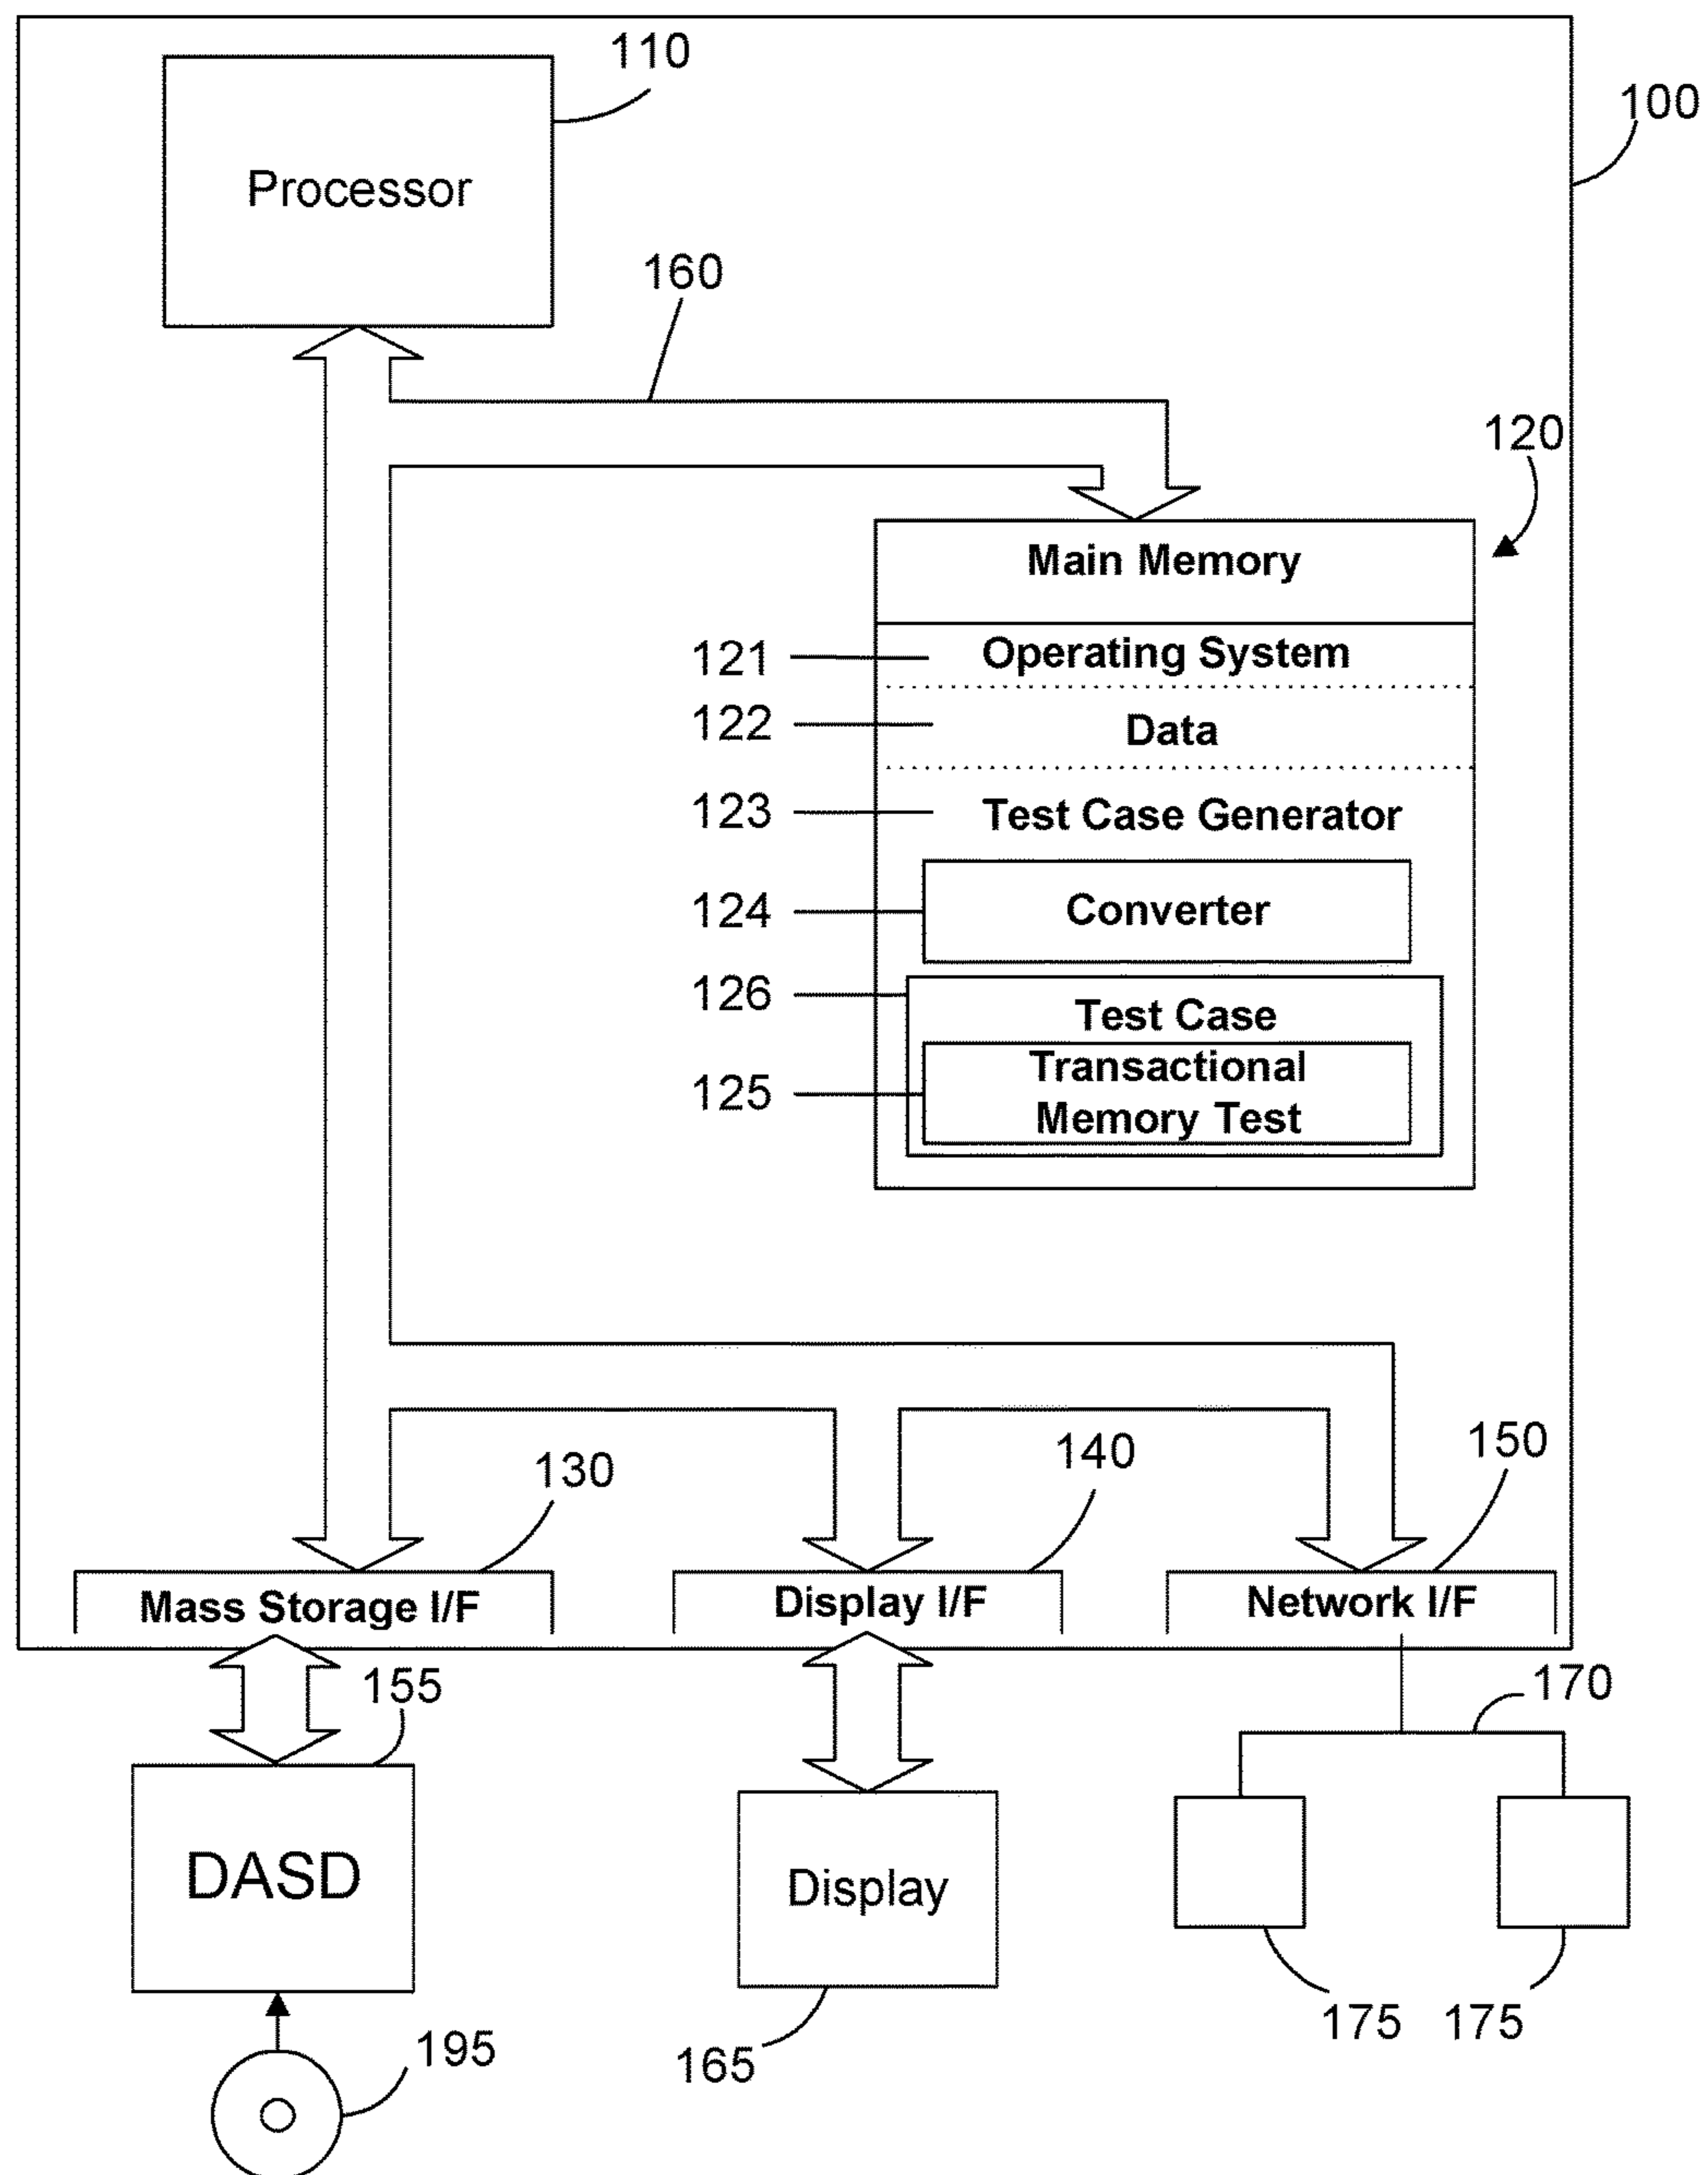 110
100
Processor
160
120
Main Memory
121
Operating System
122
Data
123
Test Case Generator
124
Converter
126
Test Case
125
Transactional
Memory Test
130
140
150
Mass Storage I/F
Display I/F
Network I/F
155
170
DASD
Display
175
175
195
165